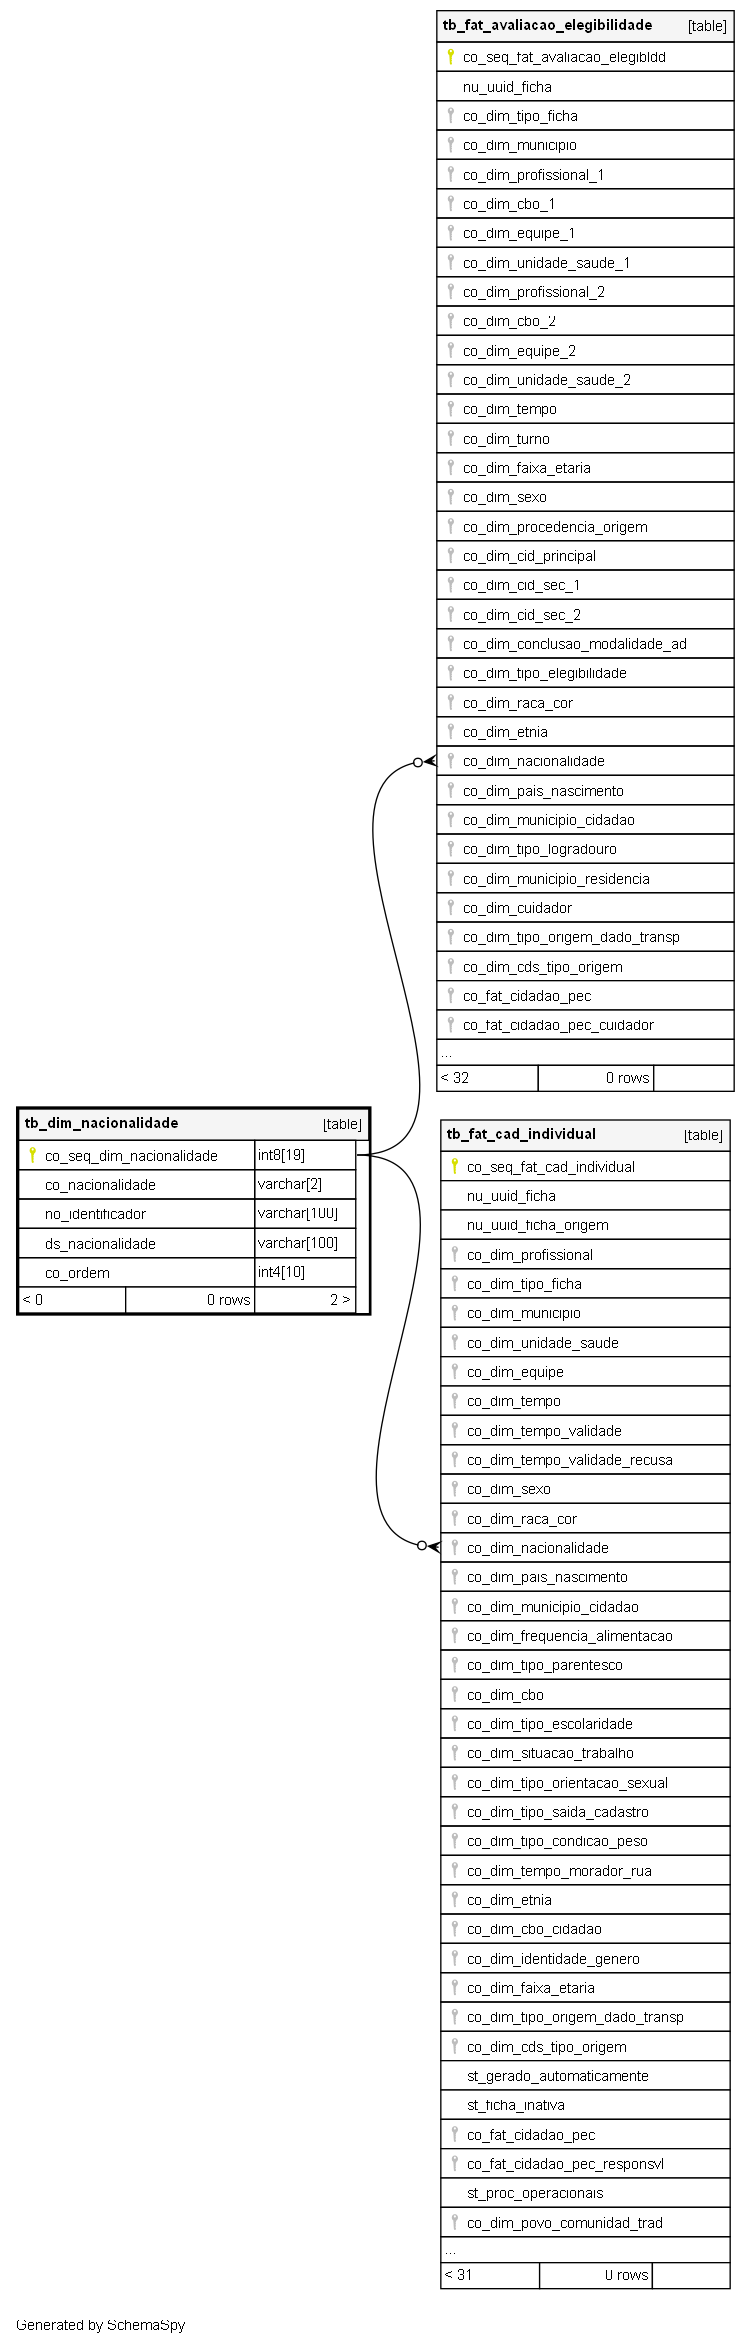 tb_fat_avaliacao_elegibilidade [table]
co_seq_fat_avaliacao_elegibldd
nu_uuid_ficha
co_dim_tipo_ficha
co_dim_municipio
co_dim_profissional_1
co_dim_cbo_1
co_dim_equipe_1
co_dim_unidade_saude_1
co_dim_profissional_2
co_dim_cbo_2
co_dim_equipe_2
co_dim_unidade_saude_2
co_dim_tempo
co_dim_turno
co_dim_faixa_etaria
co_dim_sexo
co_dim_procedencia_origem
co_dim_cid_principal
co_dim_cid_sec_1
co_dim_cid_sec_2
co_dim_conclusao_modalidade_ad
co_dim_tipo_elegibilidade
co_dim_raca_cor
co_dim_etnia
co_dim_nacionalidade
co_dim_pais_nascimento
co_dim_municipio_cidadao
co_dim_tipo_logradouro
co_dim_municipio_residencia
co_dim_cuidador
co_dim_tipo_origem_dado_transp
co_dim_cds_tipo_origem
co_fat_cidadao_pec
co_fat_cidadao_pec_cuidador
...
< 32 0 rows
tb_dim_nacionalidade [table]
co_seq_dim_nacionalidade int8[19]
co_nacionalidade varchar[2]
no_identificador varchar[100]
ds_nacionalidade varchar[100]
co_ordem int4[10]
< 0 0 rows 2 >
tb_fat_cad_individual [table]
co_seq_fat_cad_individual
nu_uuid_ficha
nu_uuid_ficha_origem
co_dim_profissional
co_dim_tipo_ficha
co_dim_municipio
co_dim_unidade_saude
co_dim_equipe
co_dim_tempo
co_dim_tempo_validade
co_dim_tempo_validade_recusa
co_dim_sexo
co_dim_raca_cor
co_dim_nacionalidade
co_dim_pais_nascimento
co_dim_municipio_cidadao
co_dim_frequencia_alimentacao
co_dim_tipo_parentesco
co_dim_cbo
co_dim_tipo_escolaridade
co_dim_situacao_trabalho
co_dim_tipo_orientacao_sexual
co_dim_tipo_saida_cadastro
co_dim_tipo_condicao_peso
co_dim_tempo_morador_rua
co_dim_etnia
co_dim_cbo_cidadao
co_dim_identidade_genero
co_dim_faixa_etaria
co_dim_tipo_origem_dado_transp
co_dim_cds_tipo_origem
st_gerado_automaticamente
st_ficha_inativa
co_fat_cidadao_pec
co_fat_cidadao_pec_responsvl
st_proc_operacionais
co_dim_povo_comunidad_trad
...
< 31 0 rows
Generated by SchemaSpy